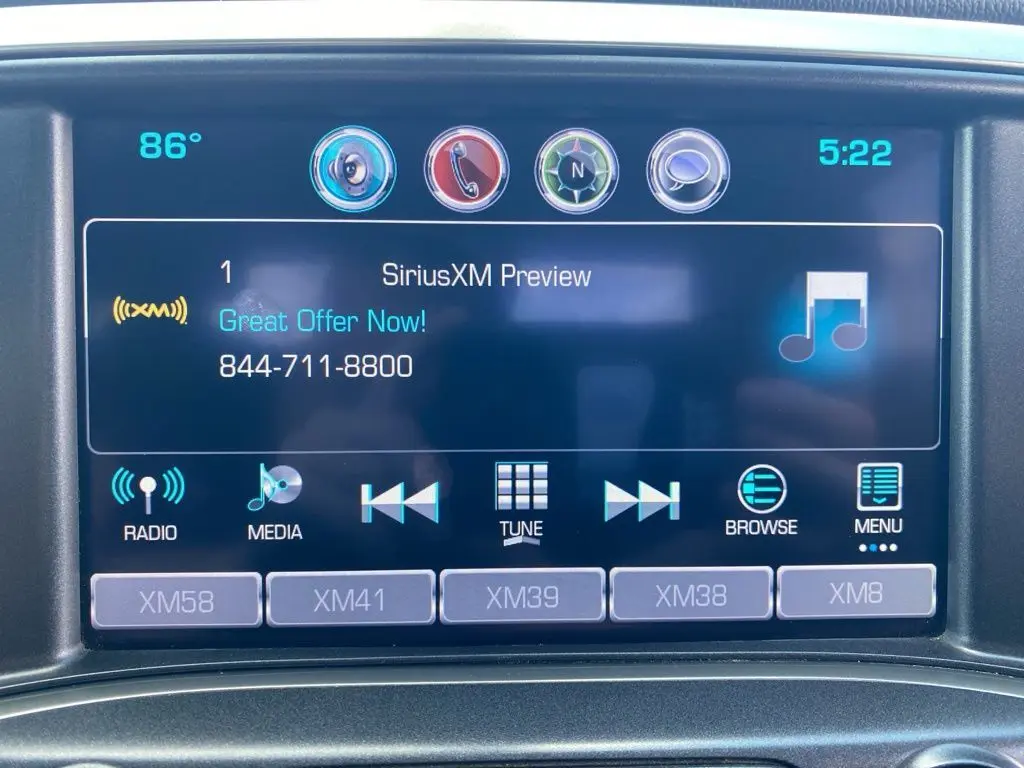 86°
N
5:22
1
SiriusXM Preview
((XM))
Great Offer Now!
844-711-8800
RADIO
MEDIA
TUNE
BROWSE
MENU
XM58
XM41
XM39
XM38
XM8